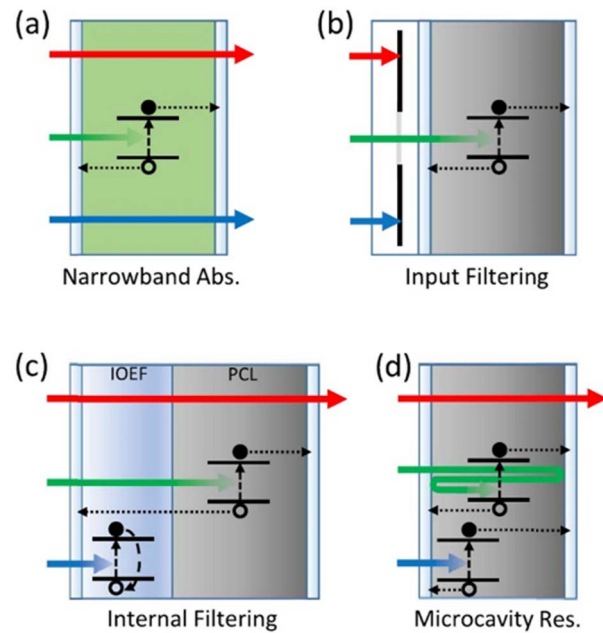 (a)
(b)
Narrowband Abs.
Input Filtering
(c)
IOEF
PCL
(d)
Internal Filtering
Microcavity Res.